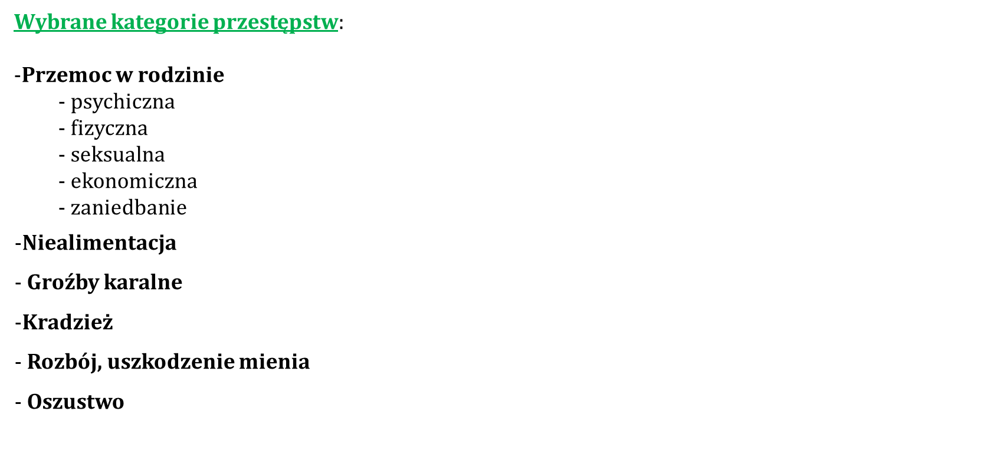 Wybrane kategorie przestępstw:
-Przemoc w rodzinie
- psychiczna
- fizyczna
- seksualna
- ekonomiczna
- zaniedbanie
-Niealimentacja
- Groźby karalne
-Kradzież
- Rozbój, uszkodzenie mienia
- Oszustwo